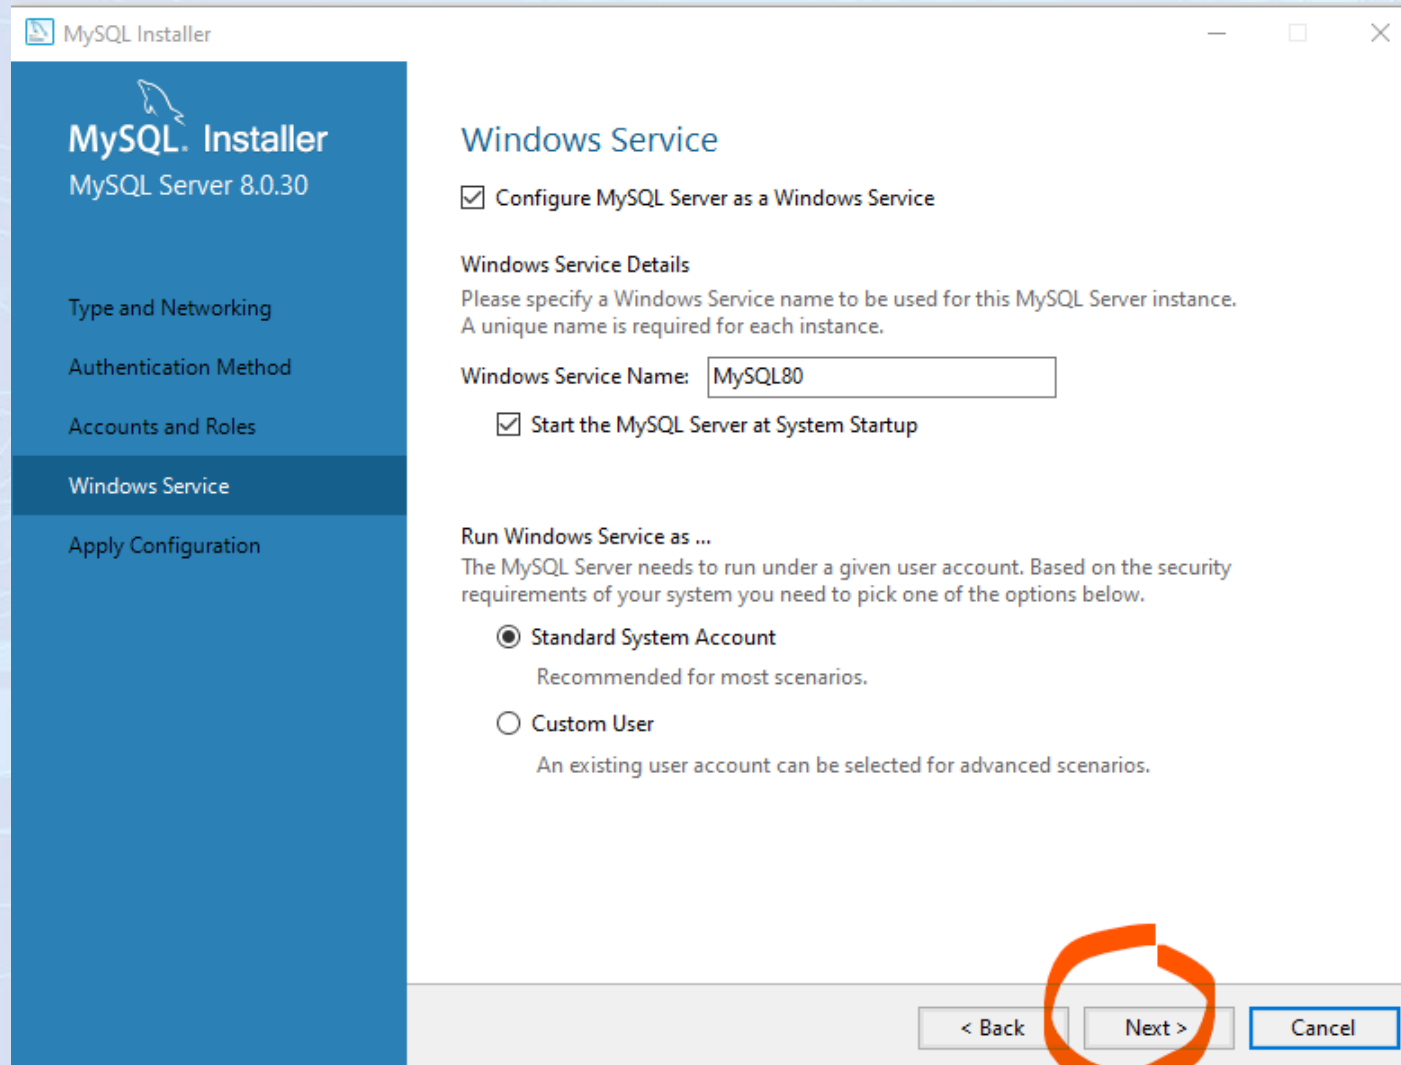 MySQL Installer
MySQL. Installer
MySQL Server 8.0.30
Type and Networking
Authentication Method
Accounts and Roles
Windows Service
Apply Configuration
Windows Service
Configure MySQL Server as a Windows Service
Windows Service Details
Please specify a Windows Service name to be used for this MySQL Server instance.
A unique name is required for each instance.
Windows Service Name: MySQL80
Start the MySQL Server at System Startup
Run Windows Service as ...
The MySQL Server needs to run under a given user account. Based on the security
requirements of your system you need to pick one of the options below.
Standard System Account
Recommended for most scenarios.
Custom User
An existing user account can be selected for advanced scenarios.
< Back Next > Cancel